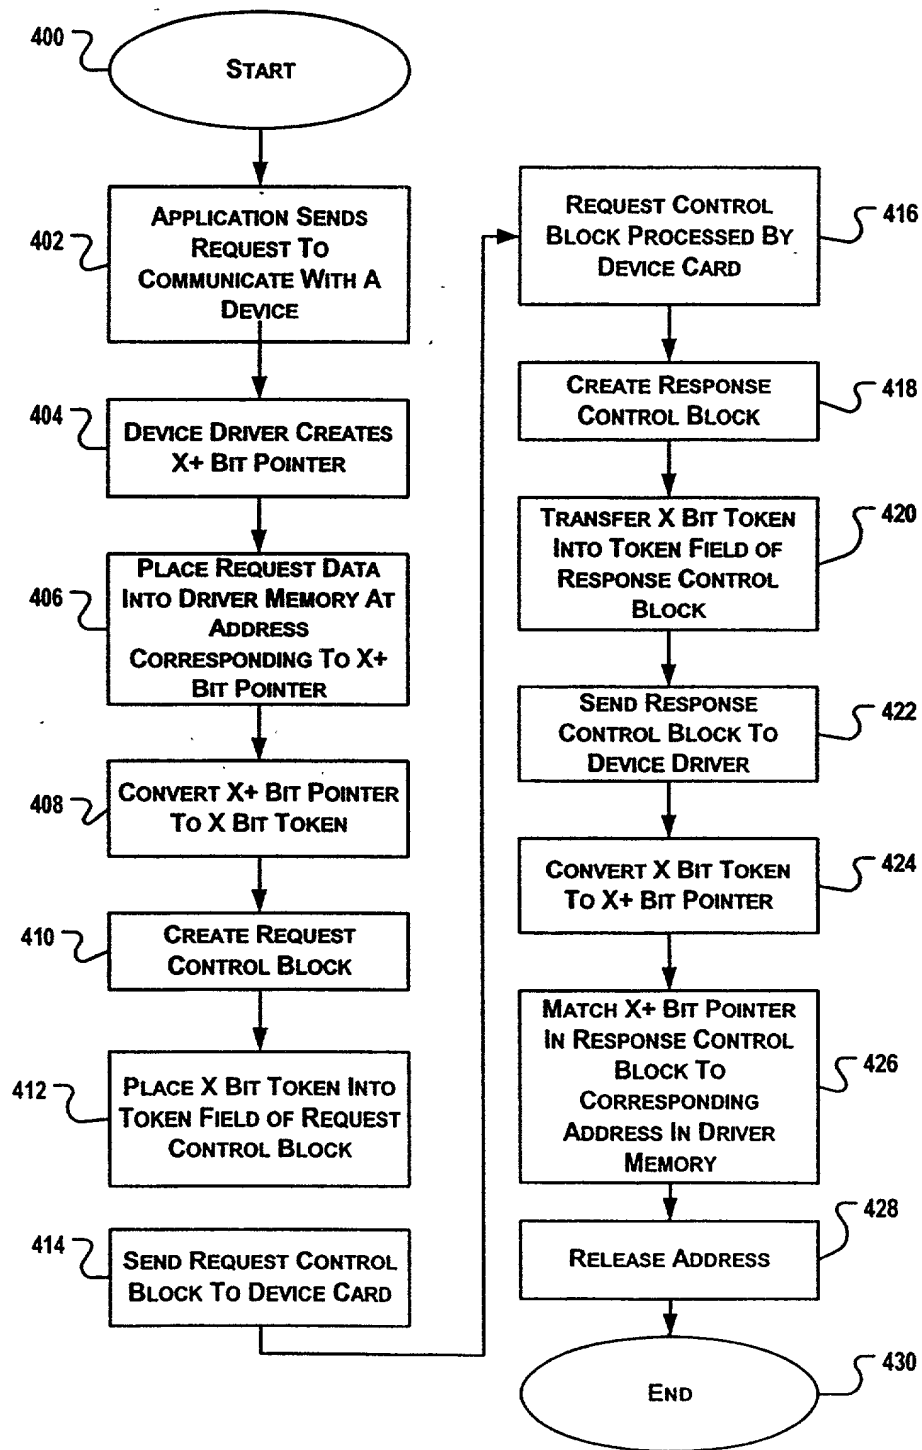 400
START
402
APPLICATION SENDS
REQUEST TO
COMMUNICATE WITH A
DEVICE
404
DEVICE DRIVER CREATES
X+ BIT POINTER
406
PLACE REQUEST DATA
INTO DRIVER MEMORY AT
ADDRESS
CORRESPONDING TO X+
BIT POINTER
408
CONVERT X+ BIT POINTER
TO X BIT TOKEN
410
CREATE REQUEST
CONTROL BLOCK
412
PLACE X BIT TOKEN INTO
TOKEN FIELD OF REQUEST
CONTROL BLOCK
414
SEND REQUEST CONTROL
BLOCK TO DEVICE CARD
REQUEST CONTROL
BLOCK PROCESSED BY
DEVICE CARD
416
CREATE RESPONSE
CONTROL BLOCK
418
TRANSFER X BIT TOKEN
INTO TOKEN FIELD OF
RESPONSE CONTROL
BLOCK
420
SEND RESPONSE
CONTROL BLOCK TO
DEVICE DRIVER
422
CONVERT X BIT TOKEN
TO X+ BIT POINTER
424
MATCH X+ BIT POINTER
IN RESPONSE CONTROL
BLOCK TO
CORRESPONDING
ADDRESS IN DRIVER
MEMORY
426
RELEASE ADDRESS
428
END
430